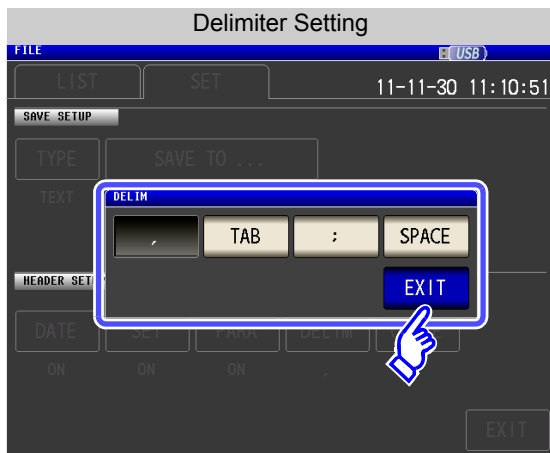 Delimiter Setting
FILE
USB
LIST SET 11-11-30 11:10:51
SAVE SETUP
TYPE SAVE TO ...
TEXT
DELIM
, TAB ; SPACE
HEADER SET
EXIT
DATE SET PARA DELIM
ON ON ON ,
EXIT